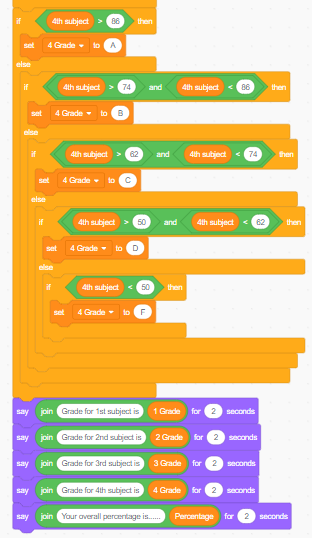 if 4th subject > 86 then
set 4 Grade to A
else
if 4th subject > 74 and 4th subject < 86 then
set 4 Grade to B
else
if 4th subject > 62 and 4th subject < 74 then
set 4 Grade to C
else
if 4th subject > 50 and 4th subject < 62 then
set 4 Grade to D
else
if 4th subject < 50 then
set 4 Grade to F
say join Grade for 1st subject is 1 Grade for 2 seconds
say join Grade for 2nd subject is 2 Grade for 2 seconds
say join Grade for 3rd subject is 3 Grade for 2 seconds
say join Grade for 4th subject is 4 Grade for 2 seconds
say join Your overall percentage is...... Percentage for 2 seconds